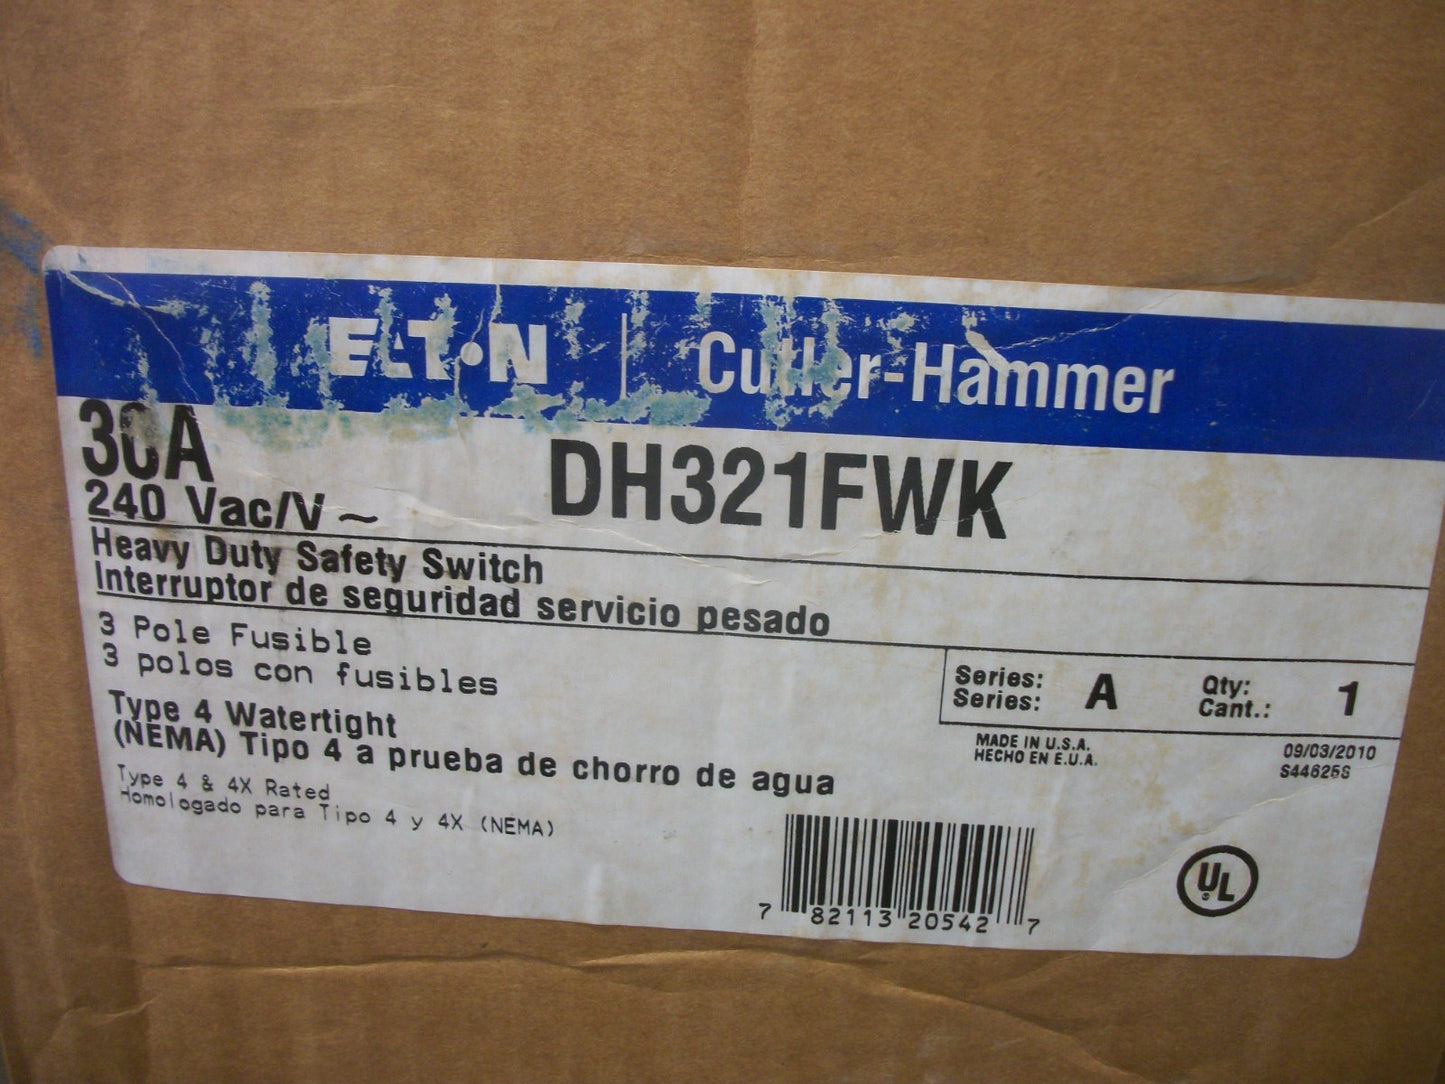 EATON | Cutler-Hammer
30A DH321FWK
240 Vac/V ~
Heavy Duty Safety Switch
Interruptor de seguridad servicio pesado
3 Pole Fusible
3 polos con fusibles
Series: A Qty: 1
Series: Cant.:
Type 4 Watertight
(NEMA) Tipo 4 a prueba de chorro de agua
MADE IN U.S.A. 09/03/2010
HECHO EN E.U.A. S44625S
Type 4 & 4X Rated
Homologado para Tipo 4 y 4X (NEMA)
UL
7 82113 20542 7